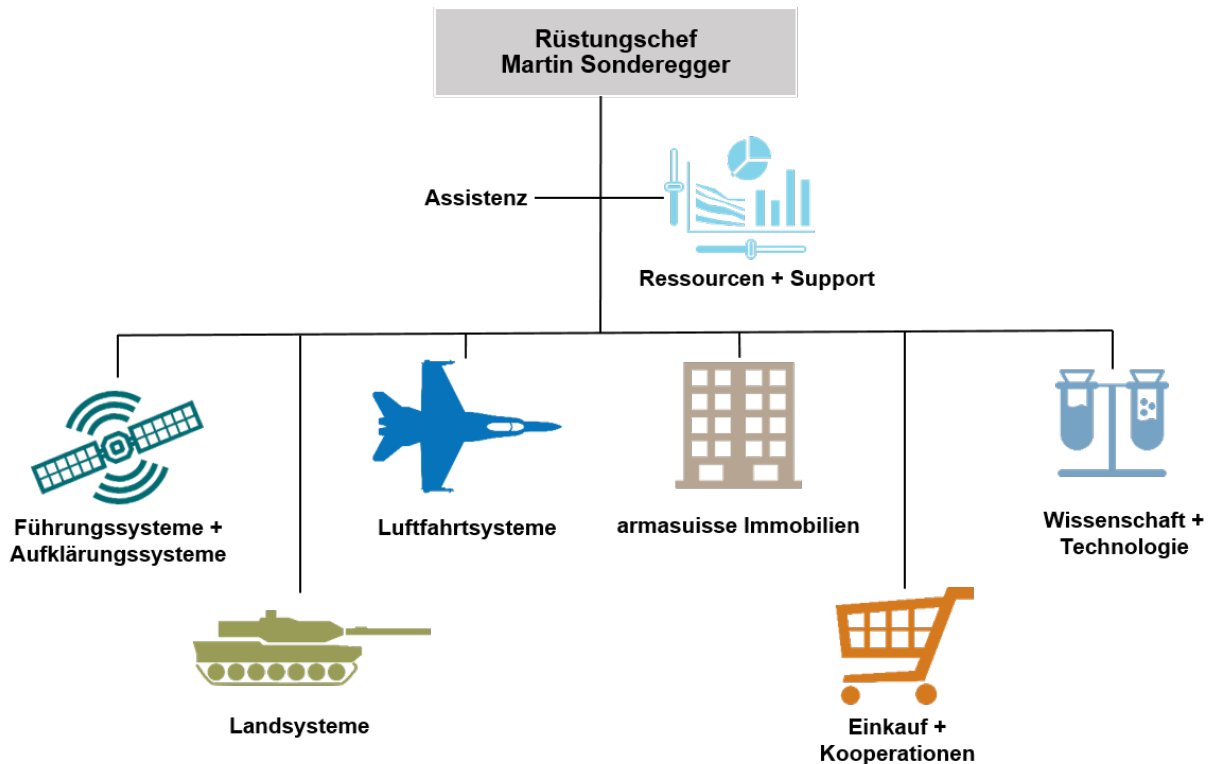 Rüstungschef
Martin Sonderegger
Assistenz
Ressourcen + Support
Führungssysteme +
Aufklärungssysteme
Luftfahrtsysteme
armasuisse Immobilien
Wissenschaft +
Technologie
Landsysteme
Einkauf +
Kooperationen